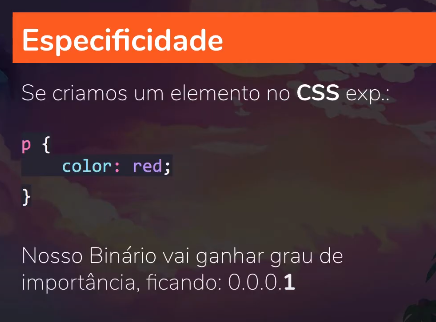 Especificidade
Se criamos um elemento no CSS exp.:
p {
    color: red;
}
Nosso Binário vai ganhar grau de
importância, ficando: 0.0.0.1